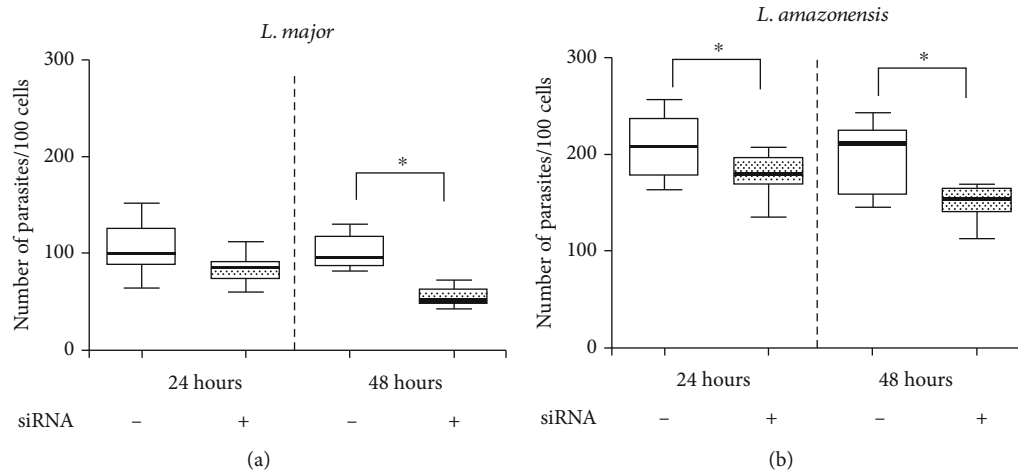 L. major
Number of parasites/100 cells
300
200
100
0
*
24 hours
48 hours
siRNA
–
+
–
+
(a)
L. amazonensis
Number of parasites/100 cells
300
200
100
0
*
*
24 hours
48 hours
–
+
–
+
(b)